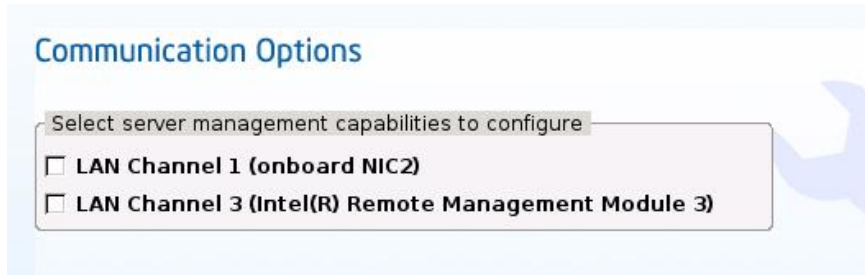 Communication Options
Select server management capabilities to configure
LAN Channel 1 (onboard NIC2)
LAN Channel 3 (Intel(R) Remote Management Module 3)